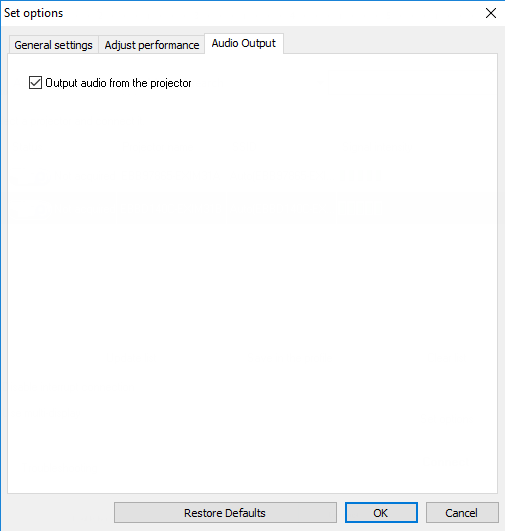 Set options
General settings Adjust performance Audio Output
Output audio from the projector
Restore Defaults OK Cancel